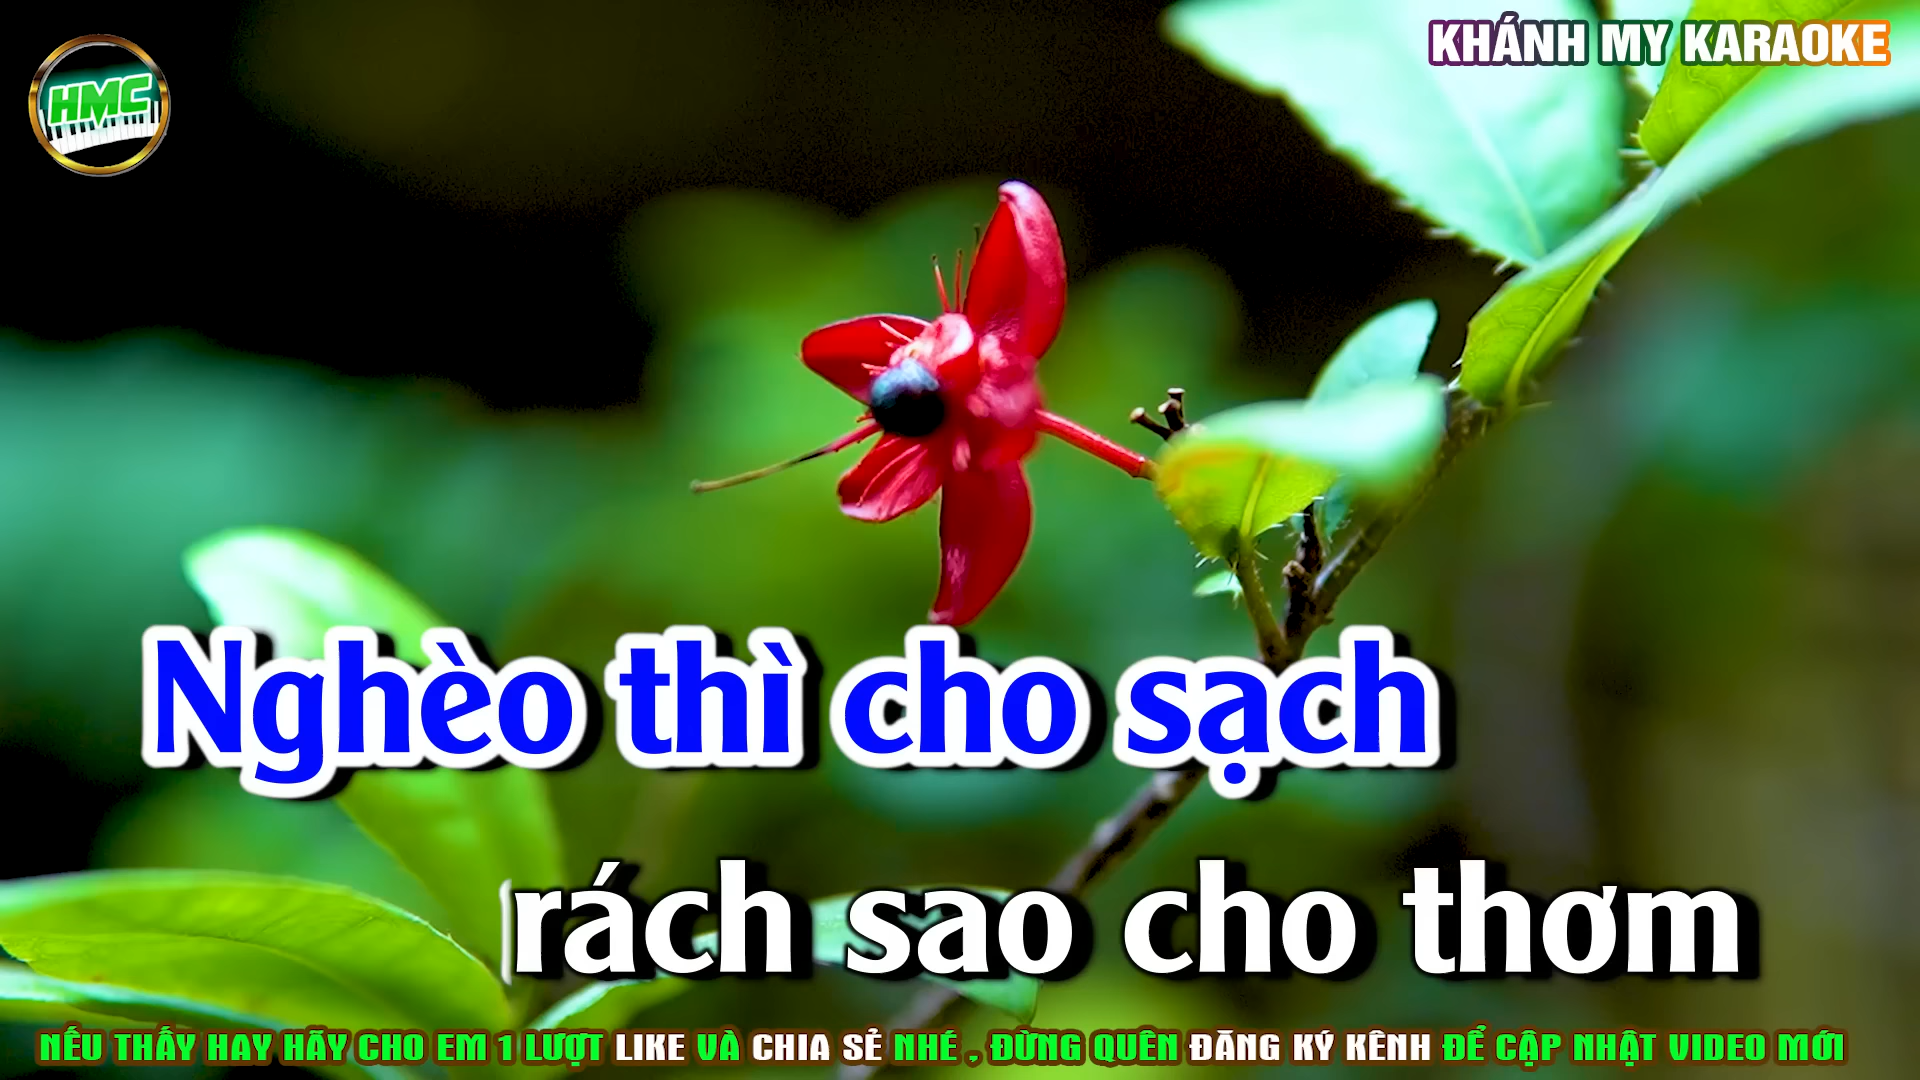 KHÁNH MY KARAOKE
HMC
Nghèo thì cho sạch
rách sao cho thơm
NẾU THẤY HAY HÃY CHO EM 1 LƯỢT LIKE VÀ CHIA SẺ NHÉ , ĐỪNG QUÊN ĐĂNG KÝ KÊNH ĐỂ CẬP NHẬT VIDEO MỚI